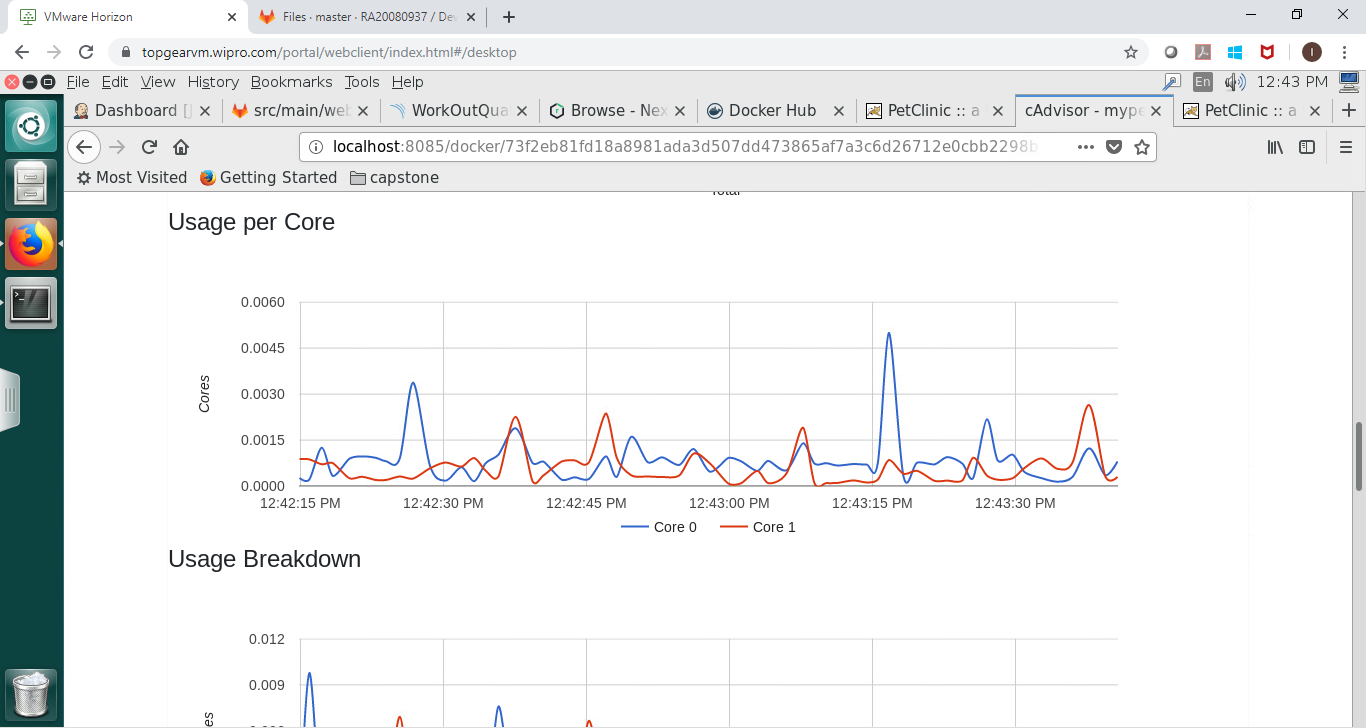 VMware Horizon
Files · master · RA20080937 / Dev
topgearvm.wipro.com/portal/webclient/index.html#/desktop
I
File Edit View History Bookmarks Tools Help
En
12:43 PM
Dashboard [J
src/main/web
WorkOutQua
Browse - Nex
Docker Hub
PetClinic :: a
cAdvisor - mype
PetClinic :: a
localhost:8085/docker/73f2eb81fd18a8981ada3d507dd473865af7a3c6d26712e0cbb2298b
Most Visited
Getting Started
capstone
Total
Usage per Core
0.0060
0.0045
0.0030
0.0015
0.0000
Cores
12:42:15 PM 12:42:30 PM 12:42:45 PM 12:43:00 PM 12:43:15 PM 12:43:30 PM
Core 0 Core 1
Usage Breakdown
0.012
0.009